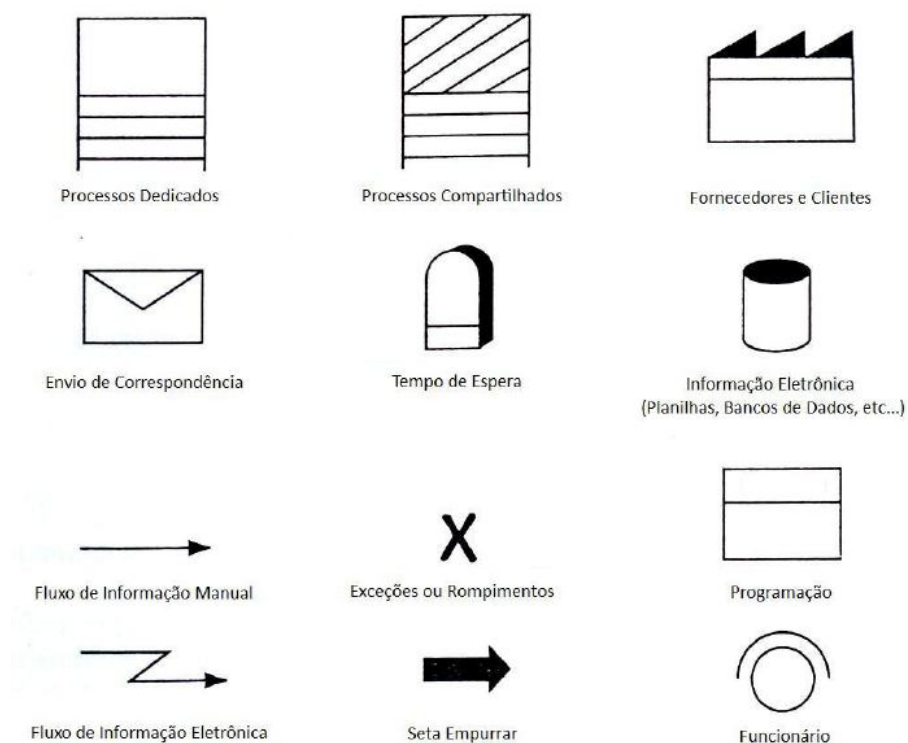 Processos Dedicados
Processos Compartilhados
Fornecedores e Clientes
Envio de Correspondência
Tempo de Espera
Informação Eletrônica
(Planilhas, Bancos de Dados, etc...)
Fluxo de Informação Manual
X
Exceções ou Rompimentos
Programação
Fluxo de Informação Eletrônica
Seta Empurrar
Funcionário